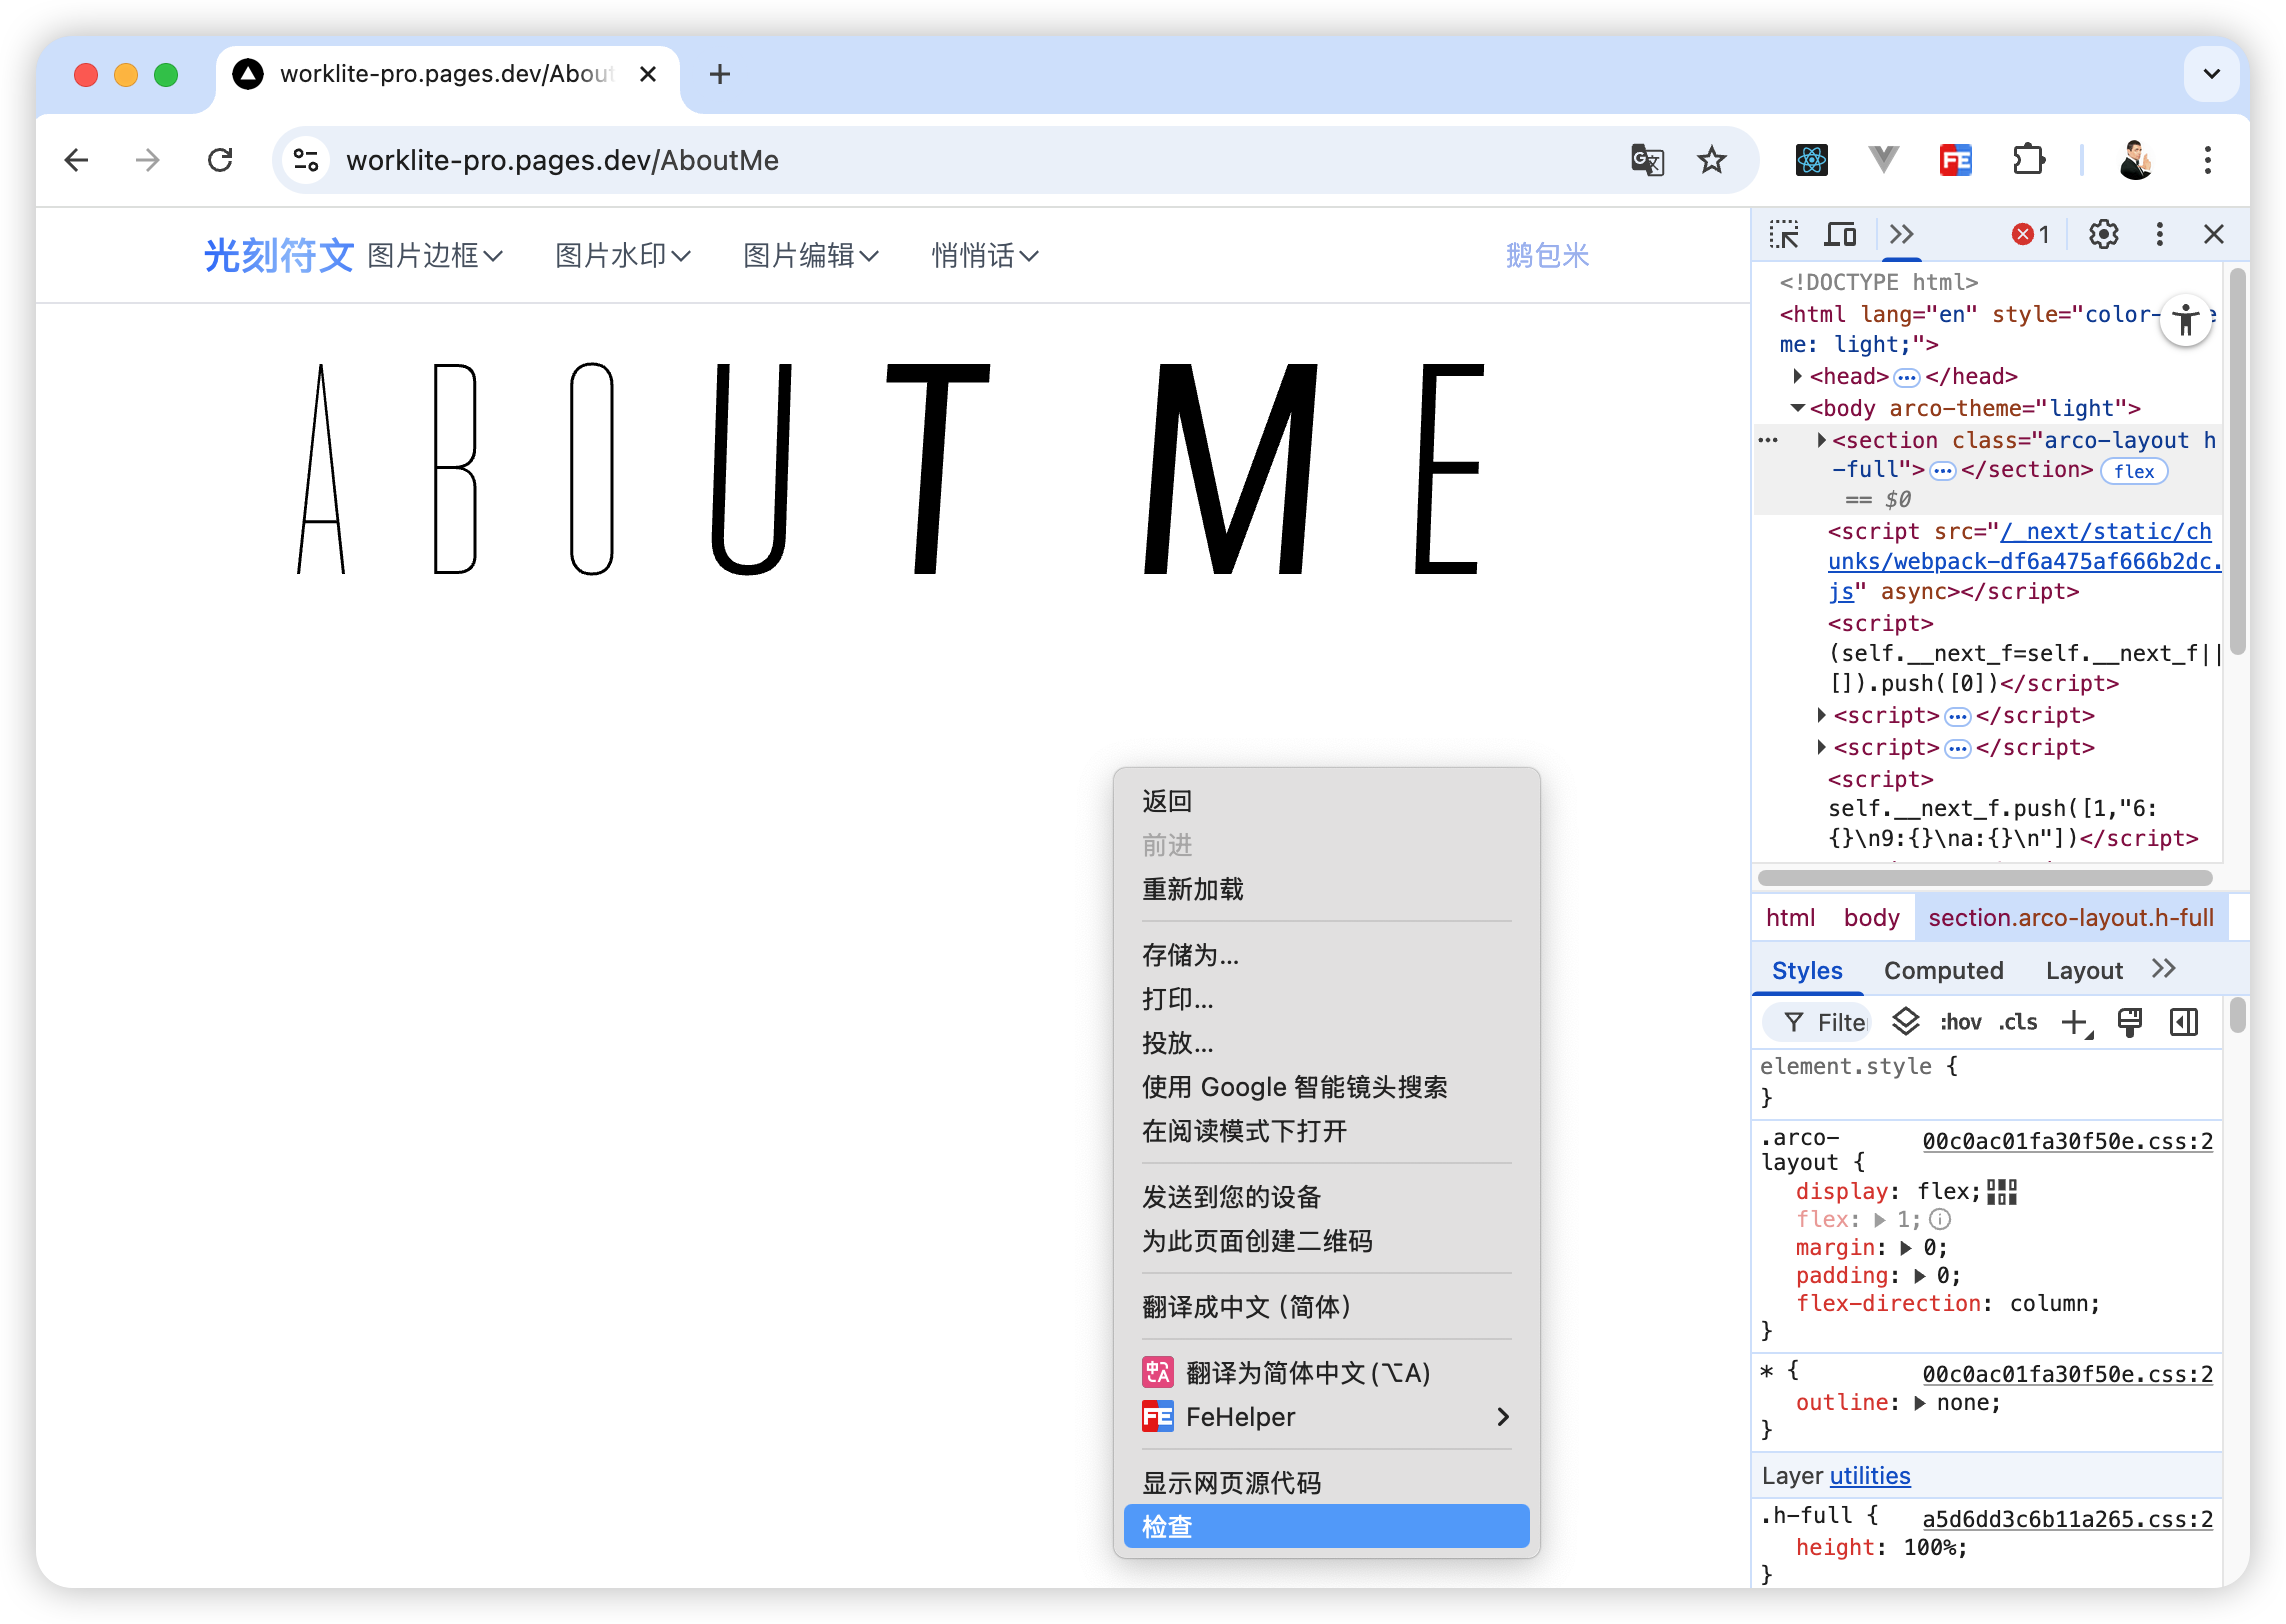 worklite-pro.pages.dev/About
worklite-pro.pages.dev/AboutMe
光刻符文 图片边框 图片水印 图片编辑 悄悄话 鹅包米
ABOUT ME
返回
前进
重新加载
存储为...
打印...
投放...
使用 Google 智能镜头搜索
在阅读模式下打开
发送到您的设备
为此页面创建二维码
翻译成中文（简体）
翻译为简体中文(⌥A)
FeHelper
显示网页源代码
检查
1
<!DOCTYPE html>
<html lang="en" style="color-
me: light;">
<head>···</head>
<body arco-theme="light">
··· <section class="arco-layout h
-full">···</section> flex
== $0
<script src="/_next/static/ch
unks/webpack-df6a475af666b2dc.
js" async></script>
<script>
(self.__next_f=self.__next_f||
[]).push([0])</script>
<script>···</script>
<script>···</script>
<script>
self.__next_f.push([1,"6:
{}\n9:{}\na:{}\n"])</script>
html body section.arco-layout.h-full
Styles Computed Layout
Filter :hov .cls
element.style {
}
.arco- 00c0ac01fa30f50e.css:2
layout {
display: flex;
flex: 1;
margin: 0;
padding: 0;
flex-direction: column;
}
* { 00c0ac01fa30f50e.css:2
outline: none;
}
Layer utilities
.h-full { a5d6dd3c6b11a265.css:2
height: 100%;
}